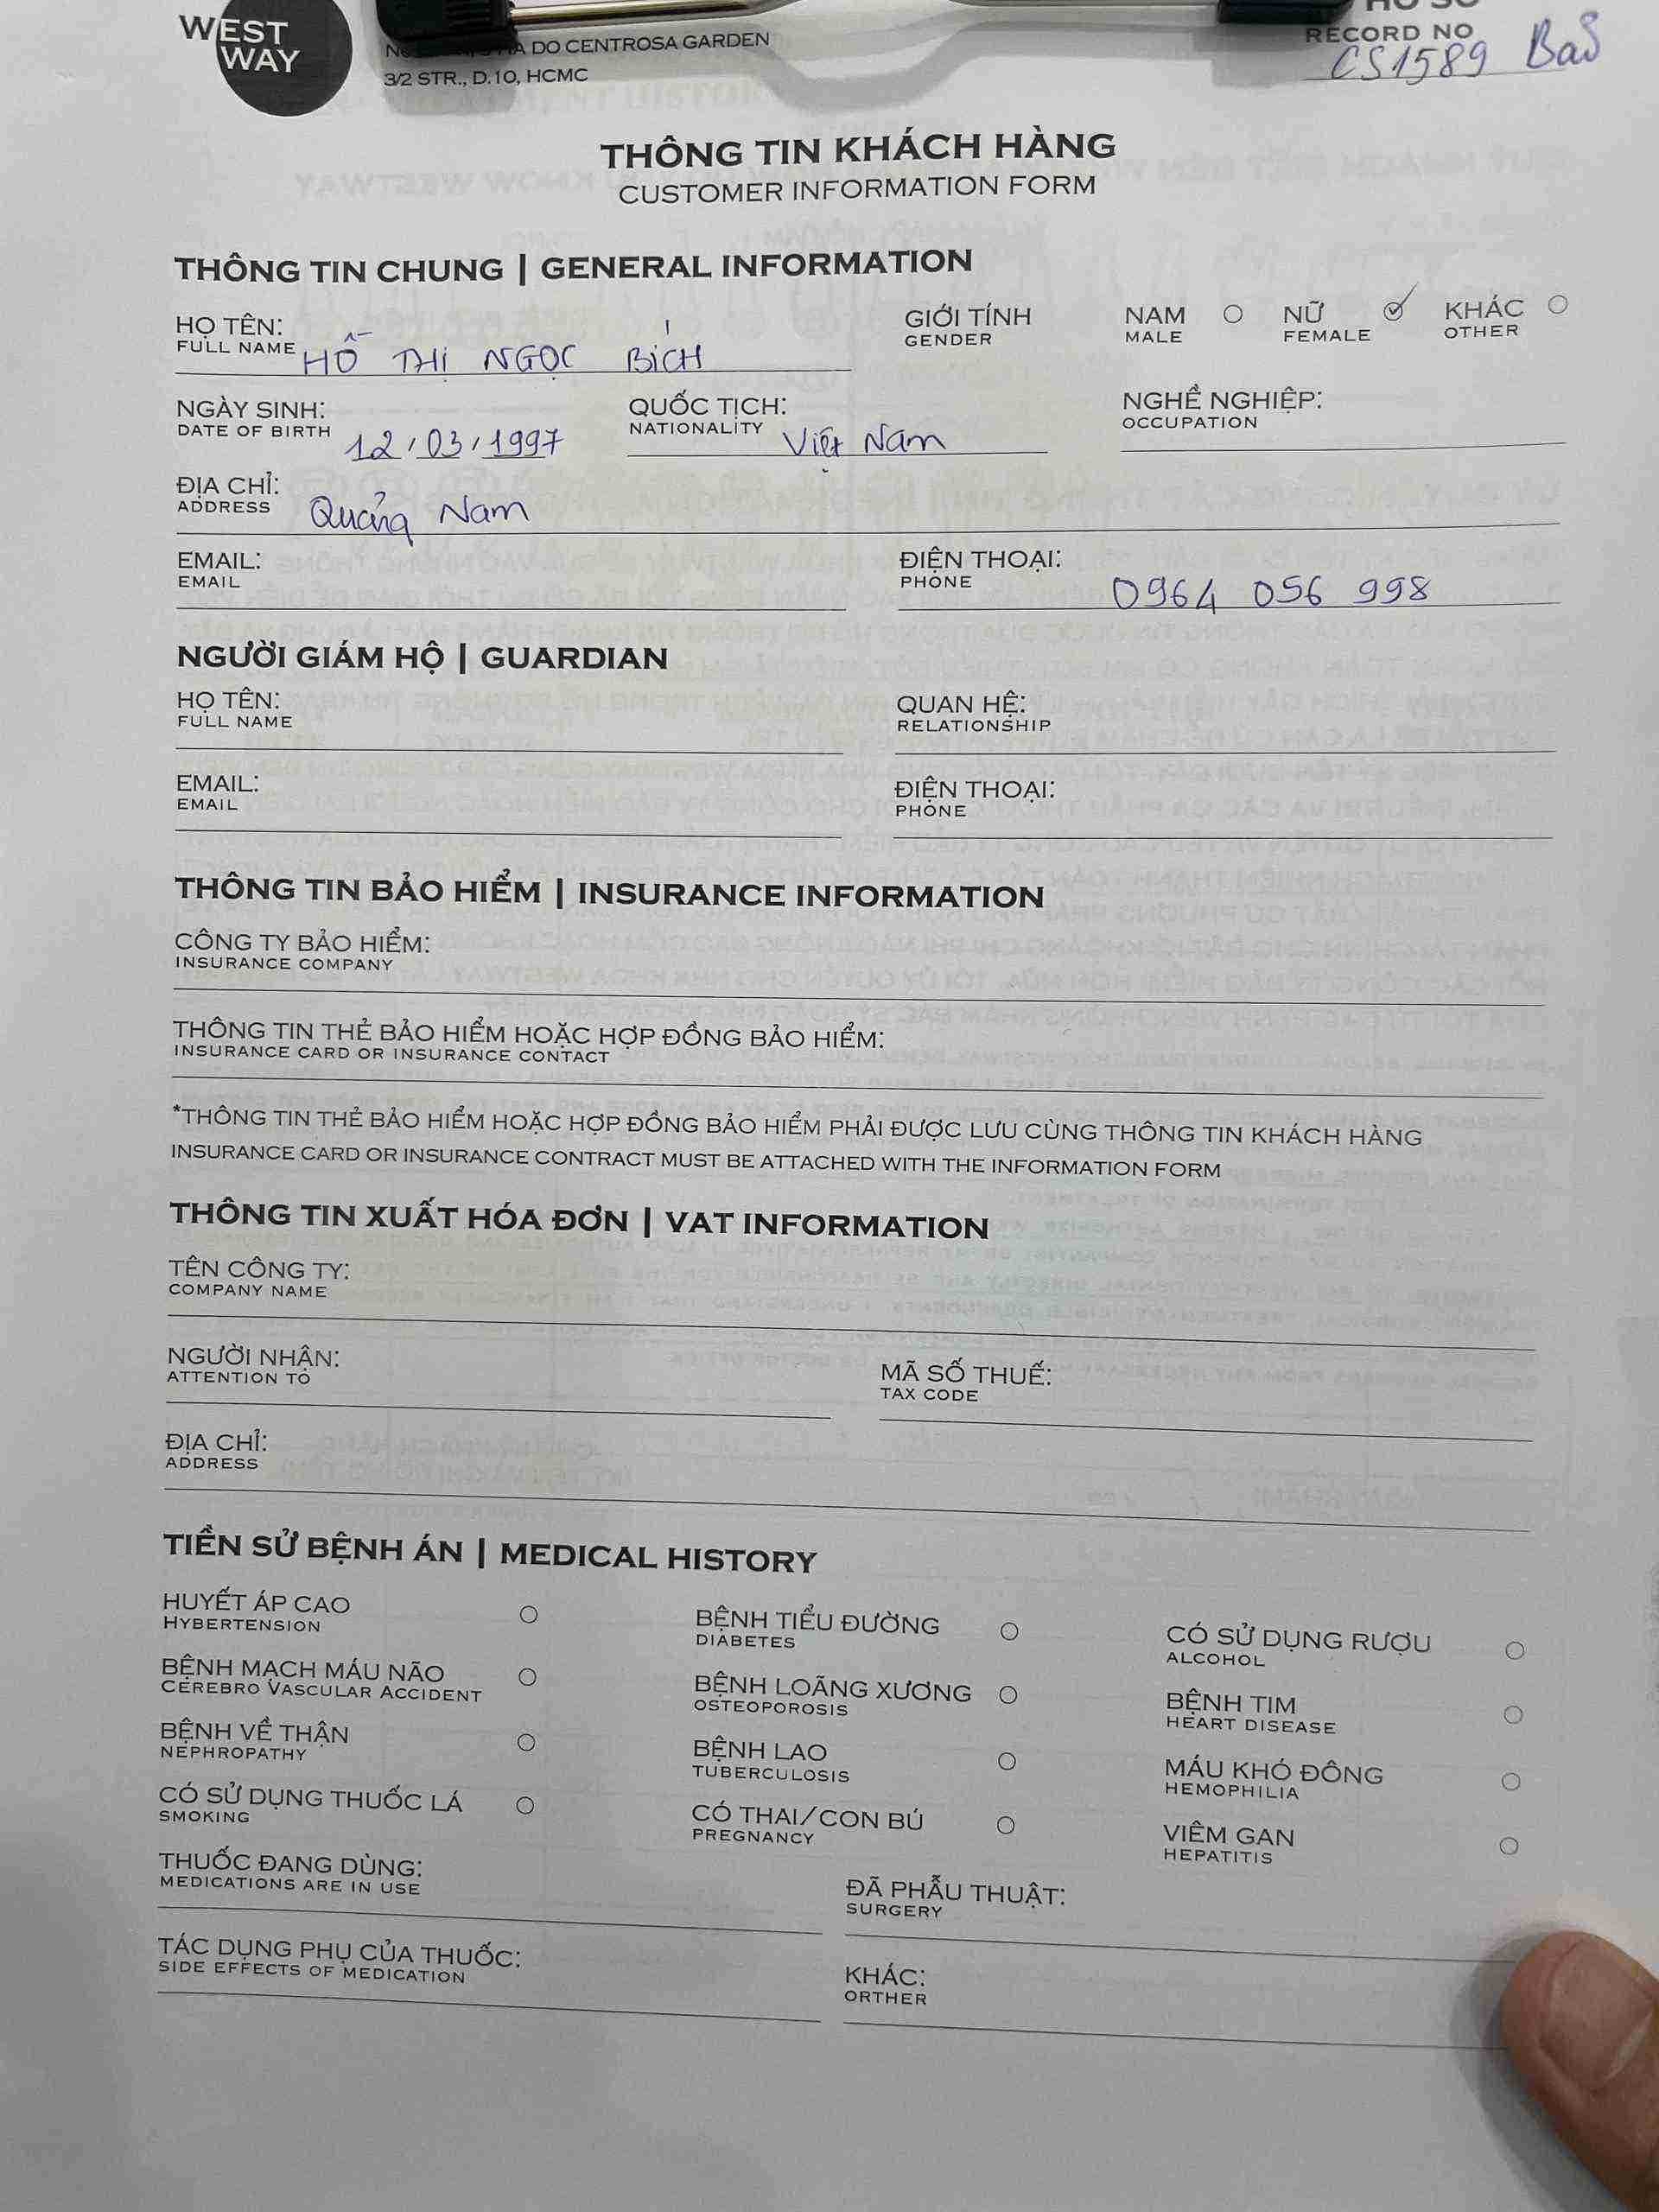 WEST
WAY
DO CENTROSA GARDEN
3/2 STR., D.10, HCMC
RECORD NO
CS1589 BaS
THÔNG TIN KHÁCH HÀNG
CUSTOMER INFORMATION FORM
THÔNG TIN CHUNG | GENERAL INFORMATION
HỌ TÊN: HỒ THỊ NGỌC BÍCH GIỚI TÍNH NAM NỮ KHÁC
FULL NAME GENDER MALE FEMALE OTHER
NGÀY SINH: QUỐC TỊCH: NGHỀ NGHIỆP:
DATE OF BIRTH 12/03/1997 NATIONALITY Việt Nam OCCUPATION
ĐỊA CHỈ:
ADDRESS Quảng Nam
EMAIL: ĐIỆN THOẠI:
EMAIL PHONE 0964 056 998
NGƯỜI GIÁM HỘ | GUARDIAN
HỌ TÊN: QUAN HỆ:
FULL NAME RELATIONSHIP
EMAIL: ĐIỆN THOẠI:
EMAIL PHONE
THÔNG TIN BẢO HIỂM | INSURANCE INFORMATION
CÔNG TY BẢO HIỂM:
INSURANCE COMPANY
THÔNG TIN THẺ BẢO HIỂM HOẶC HỢP ĐỒNG BẢO HIỂM:
INSURANCE CARD OR INSURANCE CONTACT
*THÔNG TIN THẺ BẢO HIỂM HOẶC HỢP ĐỒNG BẢO HIỂM PHẢI ĐƯỢC LƯU CÙNG THÔNG TIN KHÁCH HÀNG
INSURANCE CARD OR INSURANCE CONTRACT MUST BE ATTACHED WITH THE INFORMATION FORM
THÔNG TIN XUẤT HÓA ĐƠN | VAT INFORMATION
TÊN CÔNG TY:
COMPANY NAME
NGƯỜI NHẬN: MÃ SỐ THUẾ:
ATTENTION TO TAX CODE
ĐỊA CHỈ:
ADDRESS
TIỀN SỬ BỆNH ÁN | MEDICAL HISTORY
HUYẾT ÁP CAO BỆNH TIỂU ĐƯỜNG CÓ SỬ DỤNG RƯỢU
HYBERTENSION DIABETES ALCOHOL
BỆNH MẠCH MÁU NÃO BỆNH LOÃNG XƯƠNG BỆNH TIM
CEREBRO VASCULAR ACCIDENT OSTEOPOROSIS HEART DISEASE
BỆNH VỀ THẬN BỆNH LAO MÁU KHÓ ĐÔNG
NEPHROPATHY TUBERCULOSIS HEMOPHILIA
CÓ SỬ DỤNG THUỐC LÁ CÓ THAI/CON BÚ VIÊM GAN
SMOKING PREGNANCY HEPATITIS
THUỐC ĐANG DÙNG: ĐÃ PHẪU THUẬT:
MEDICATIONS ARE IN USE SURGERY
TÁC DỤNG PHỤ CỦA THUỐC: KHÁC:
SIDE EFFECTS OF MEDICATION ORTHER